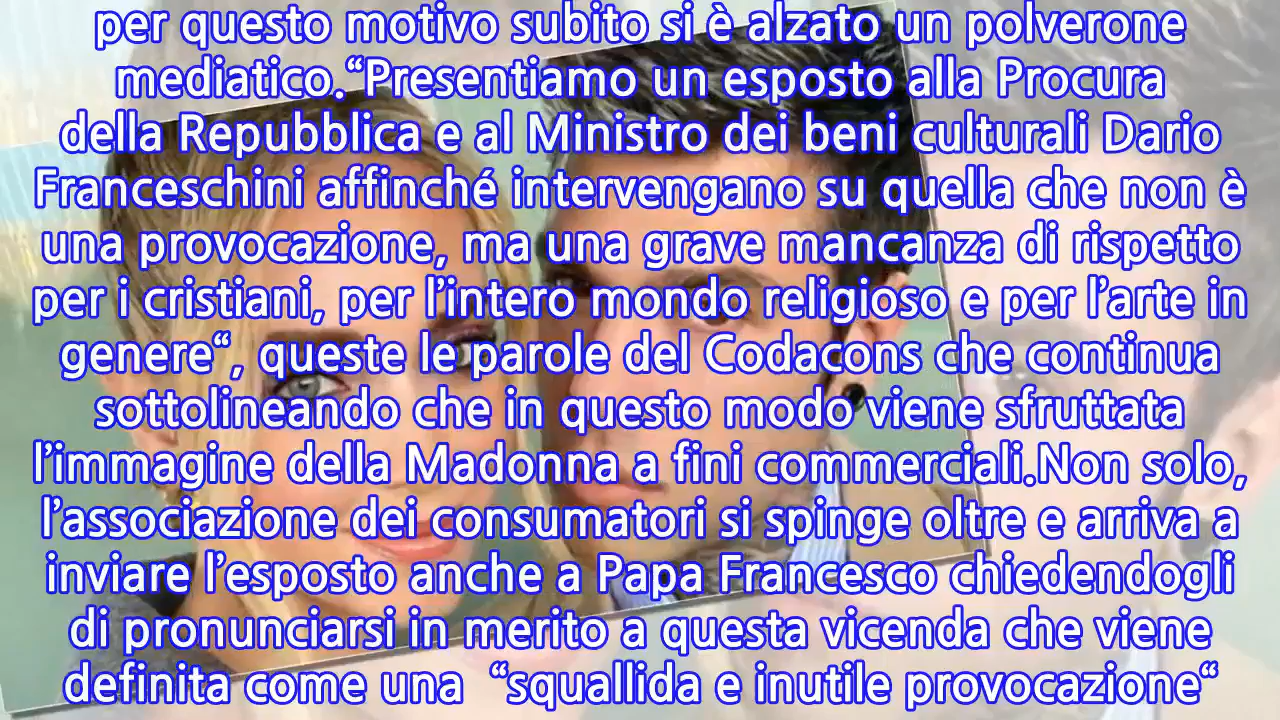 per questo motivo subito si è alzato un polverone
mediatico.“Presentiamo un esposto alla Procura
della Repubblica e al Ministro dei beni culturali Dario
Franceschini affinché intervengano su quella che non è
una provocazione, ma una grave mancanza di rispetto
per i cristiani, per l’intero mondo religioso e per l’arte in
genere“, queste le parole del Codacons che continua
sottolineando che in questo modo viene sfruttata
l’immagine della Madonna a fini commerciali.Non solo,
l’associazione dei consumatori si spinge oltre e arriva a
inviare l’esposto anche a Papa Francesco chiedendogli
di pronunciarsi in merito a questa vicenda che viene
definita come una “squallida e inutile provocazione“